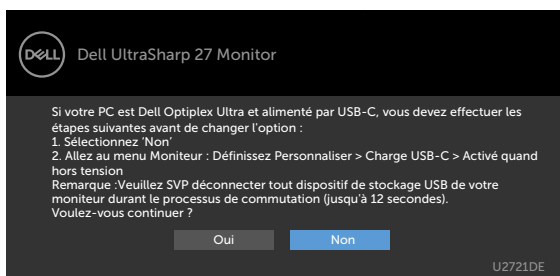 DELL
Dell UltraSharp 27 Monitor
Si votre PC est Dell Optiplex Ultra et alimenté par USB-C, vous devez effectuer les
étapes suivantes avant de changer l'option :
1. Sélectionnez 'Non'
2. Allez au menu Moniteur : Définissez Personnaliser > Charge USB-C > Activé quand
hors tension
Remarque :Veuillez SVP déconnecter tout dispositif de stockage USB de votre
moniteur durant le processus de commutation (jusqu'à 12 secondes).
Voulez-vous continuer ?
Oui
Non
U2721DE